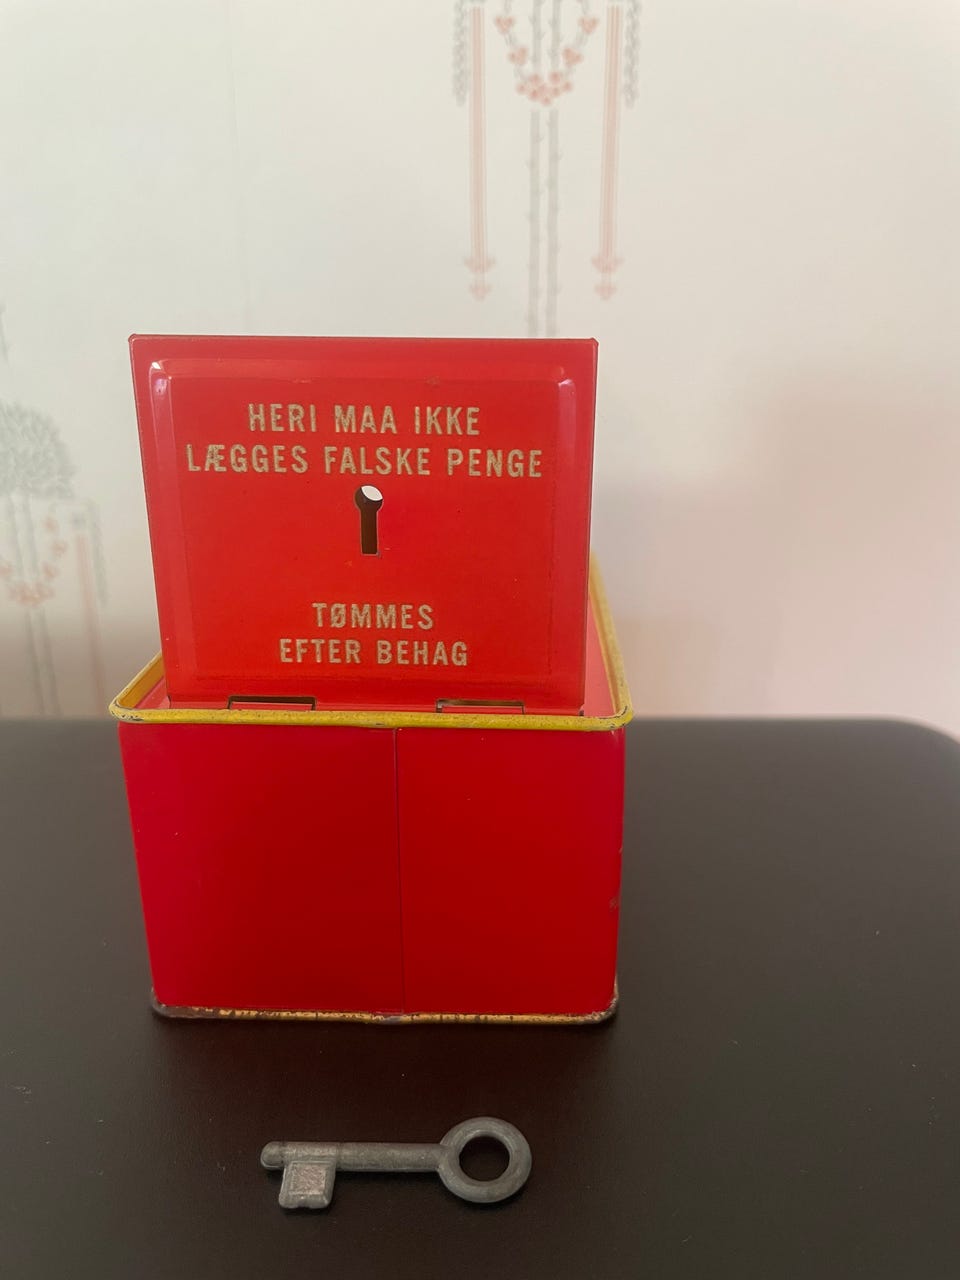 HERI MAA IKKE
LÆGGES FALSKE PENGE
TØMMES
EFTER BEHAG